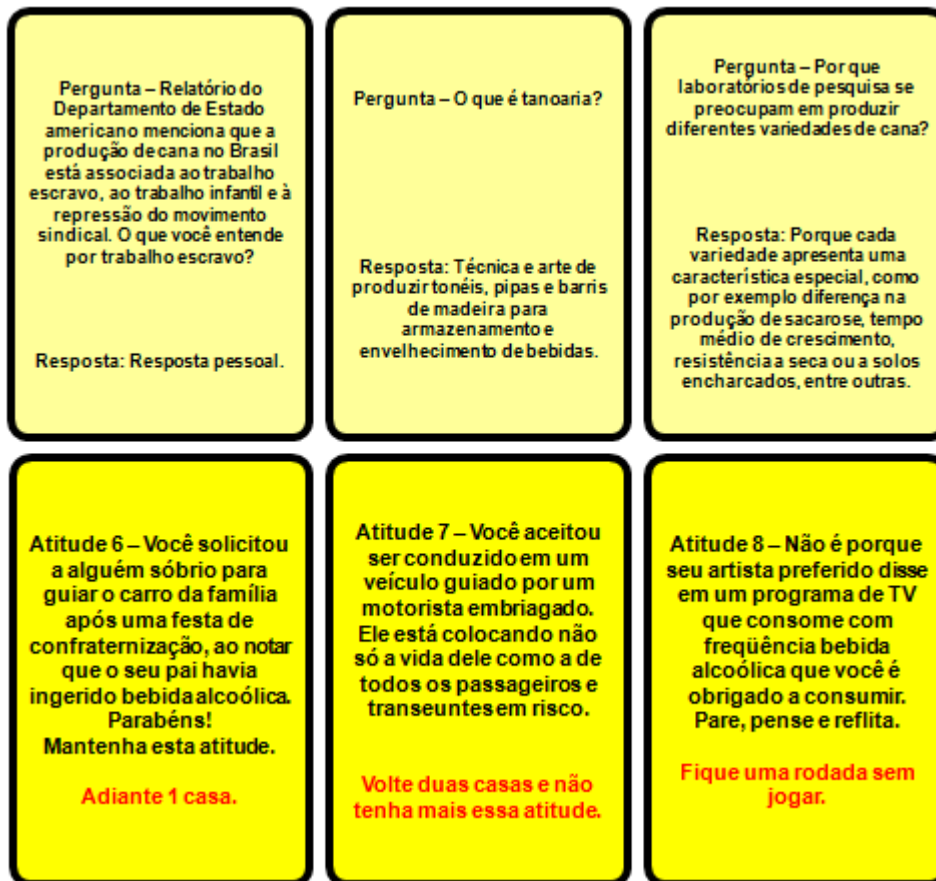 Pergunta – Relatório do
Departamento de Estado
americano menciona que a
produção de cana no Brasil
está associada ao trabalho
escravo, ao trabalho infantil e à
repressão do movimento
sindical. O que você entende
por trabalho escravo?
Resposta: Resposta pessoal.
Pergunta – O que é tanoaria?
Resposta: Técnica e arte de
produzir tonéis, pipas e barris
de madeira para
armazenamento e
envelhecimento de bebidas.
Pergunta – Por que
laboratórios de pesquisa se
preocupam em produzir
diferentes variedades de cana?
Resposta: Porque cada
variedade apresenta uma
característica especial, como
por exemplo diferença na
produção de sacarose, tempo
médio de crescimento,
resistência a seca ou a solos
encharcados, entre outras.
Atitude 6 – Você solicitou
a alguém sóbrio para
guiar o carro da família
após uma festa de
confraternização, ao notar
que o seu pai havia
ingerido bebida alcoólica.
Parabéns!
Mantenha esta atitude.
Adiante 1 casa.
Atitude 7 – Você aceitou
ser conduzido em um
veículo guiado por um
motorista embriagado.
Ele está colocando não
só a vida dele como a de
todos os passageiros e
transeuntes em risco.
Volte duas casas e não
tenha mais essa atitude.
Atitude 8 – Não é porque
seu artista preferido disse
em um programa de TV
que consome com
freqüência bebida
alcoólica que você é
obrigado a consumir.
Pare, pense e reflita.
Fique uma rodada sem
jogar.